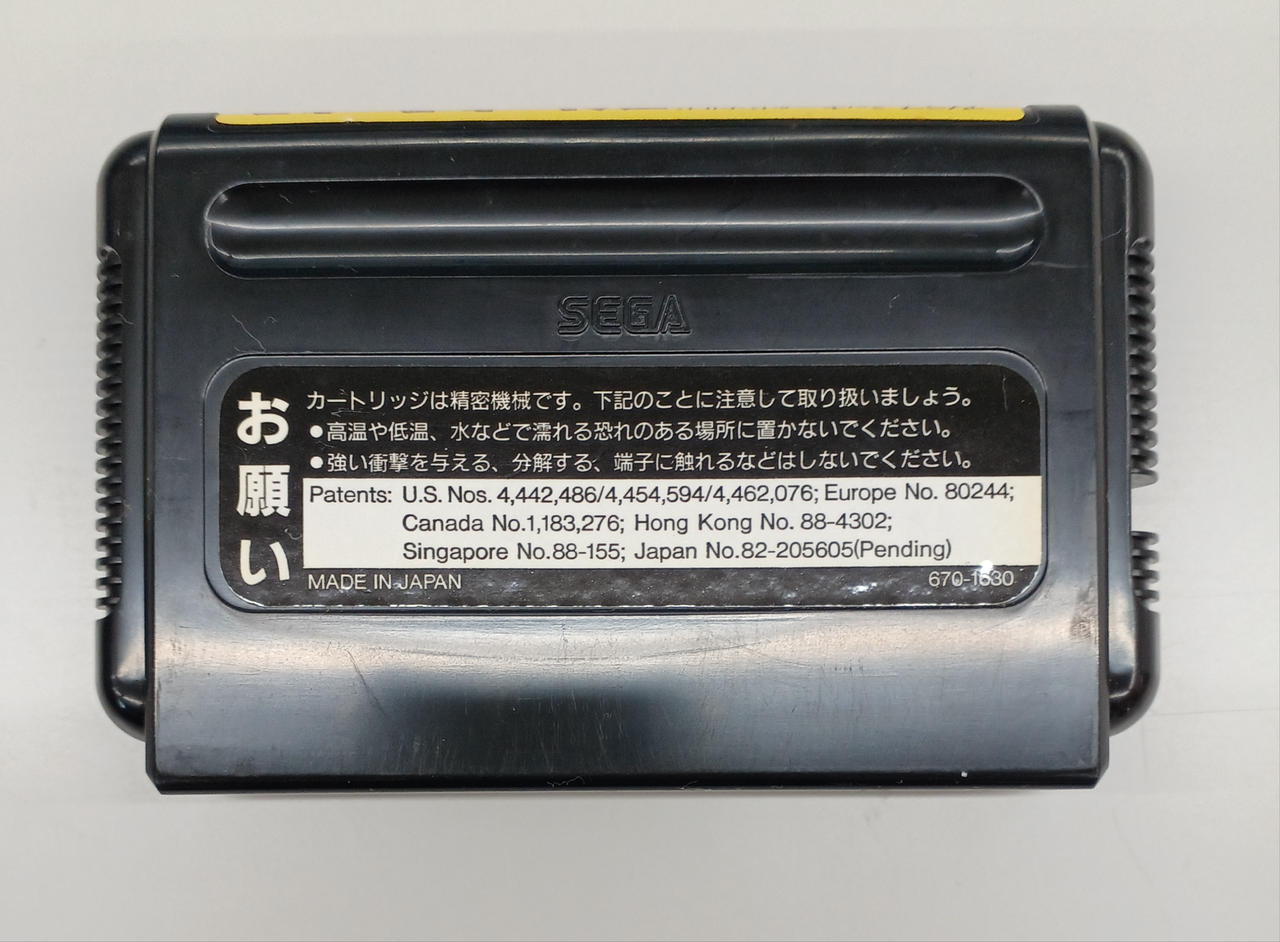 SEGA
お願い
カートリッジは精密機械です。下記のことに注意して取り扱いましょう。
●高温や低温、水などで濡れる恐れのある場所に置かないでください。
●強い衝撃を与える、分解する、端子に触れるなどはしないでください。
Patents: U.S. Nos. 4,442,486/4,454,594/4,462,076; Europe No. 80244;
Canada No.1,183,276; Hong Kong No. 88-4302;
Singapore No.88-155; Japan No.82-205605(Pending)
MADE IN JAPAN 670-1530